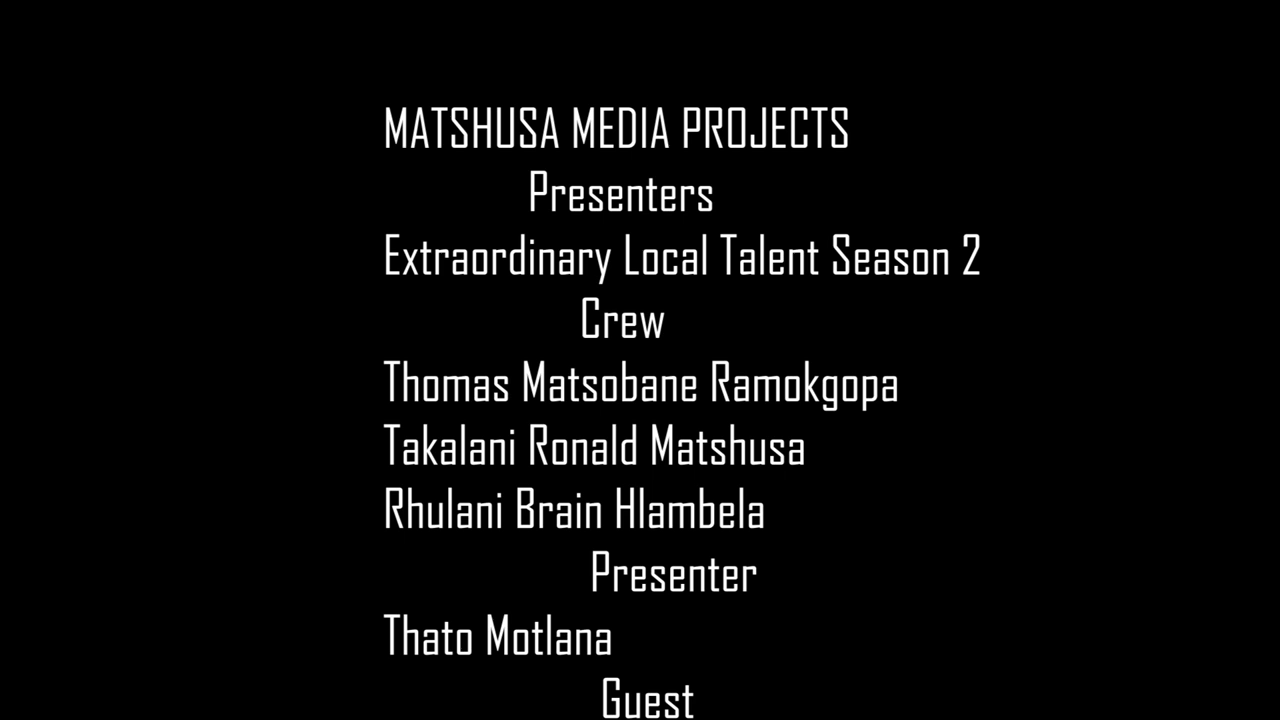 MATSHUSA MEDIA PROJECTS
Presenters
Extraordinary Local Talent Season 2
Crew
Thomas Matsobane Ramokgopa
Takalani Ronald Matshusa
Rhulani Brain Hlambela
Presenter
Thato Motlana
Guest